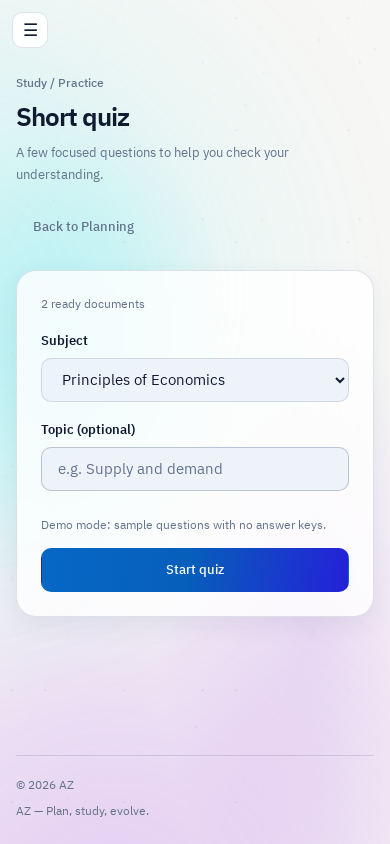 ☰
Study / Practice
Short quiz
A few focused questions to help you check your
understanding.
Back to Planning
2 ready documents
Subject
Principles of Economics
Topic (optional)
e.g. Supply and demand
Demo mode: sample questions with no answer keys.
Start quiz
© 2026 AZ
AZ — Plan, study, evolve.